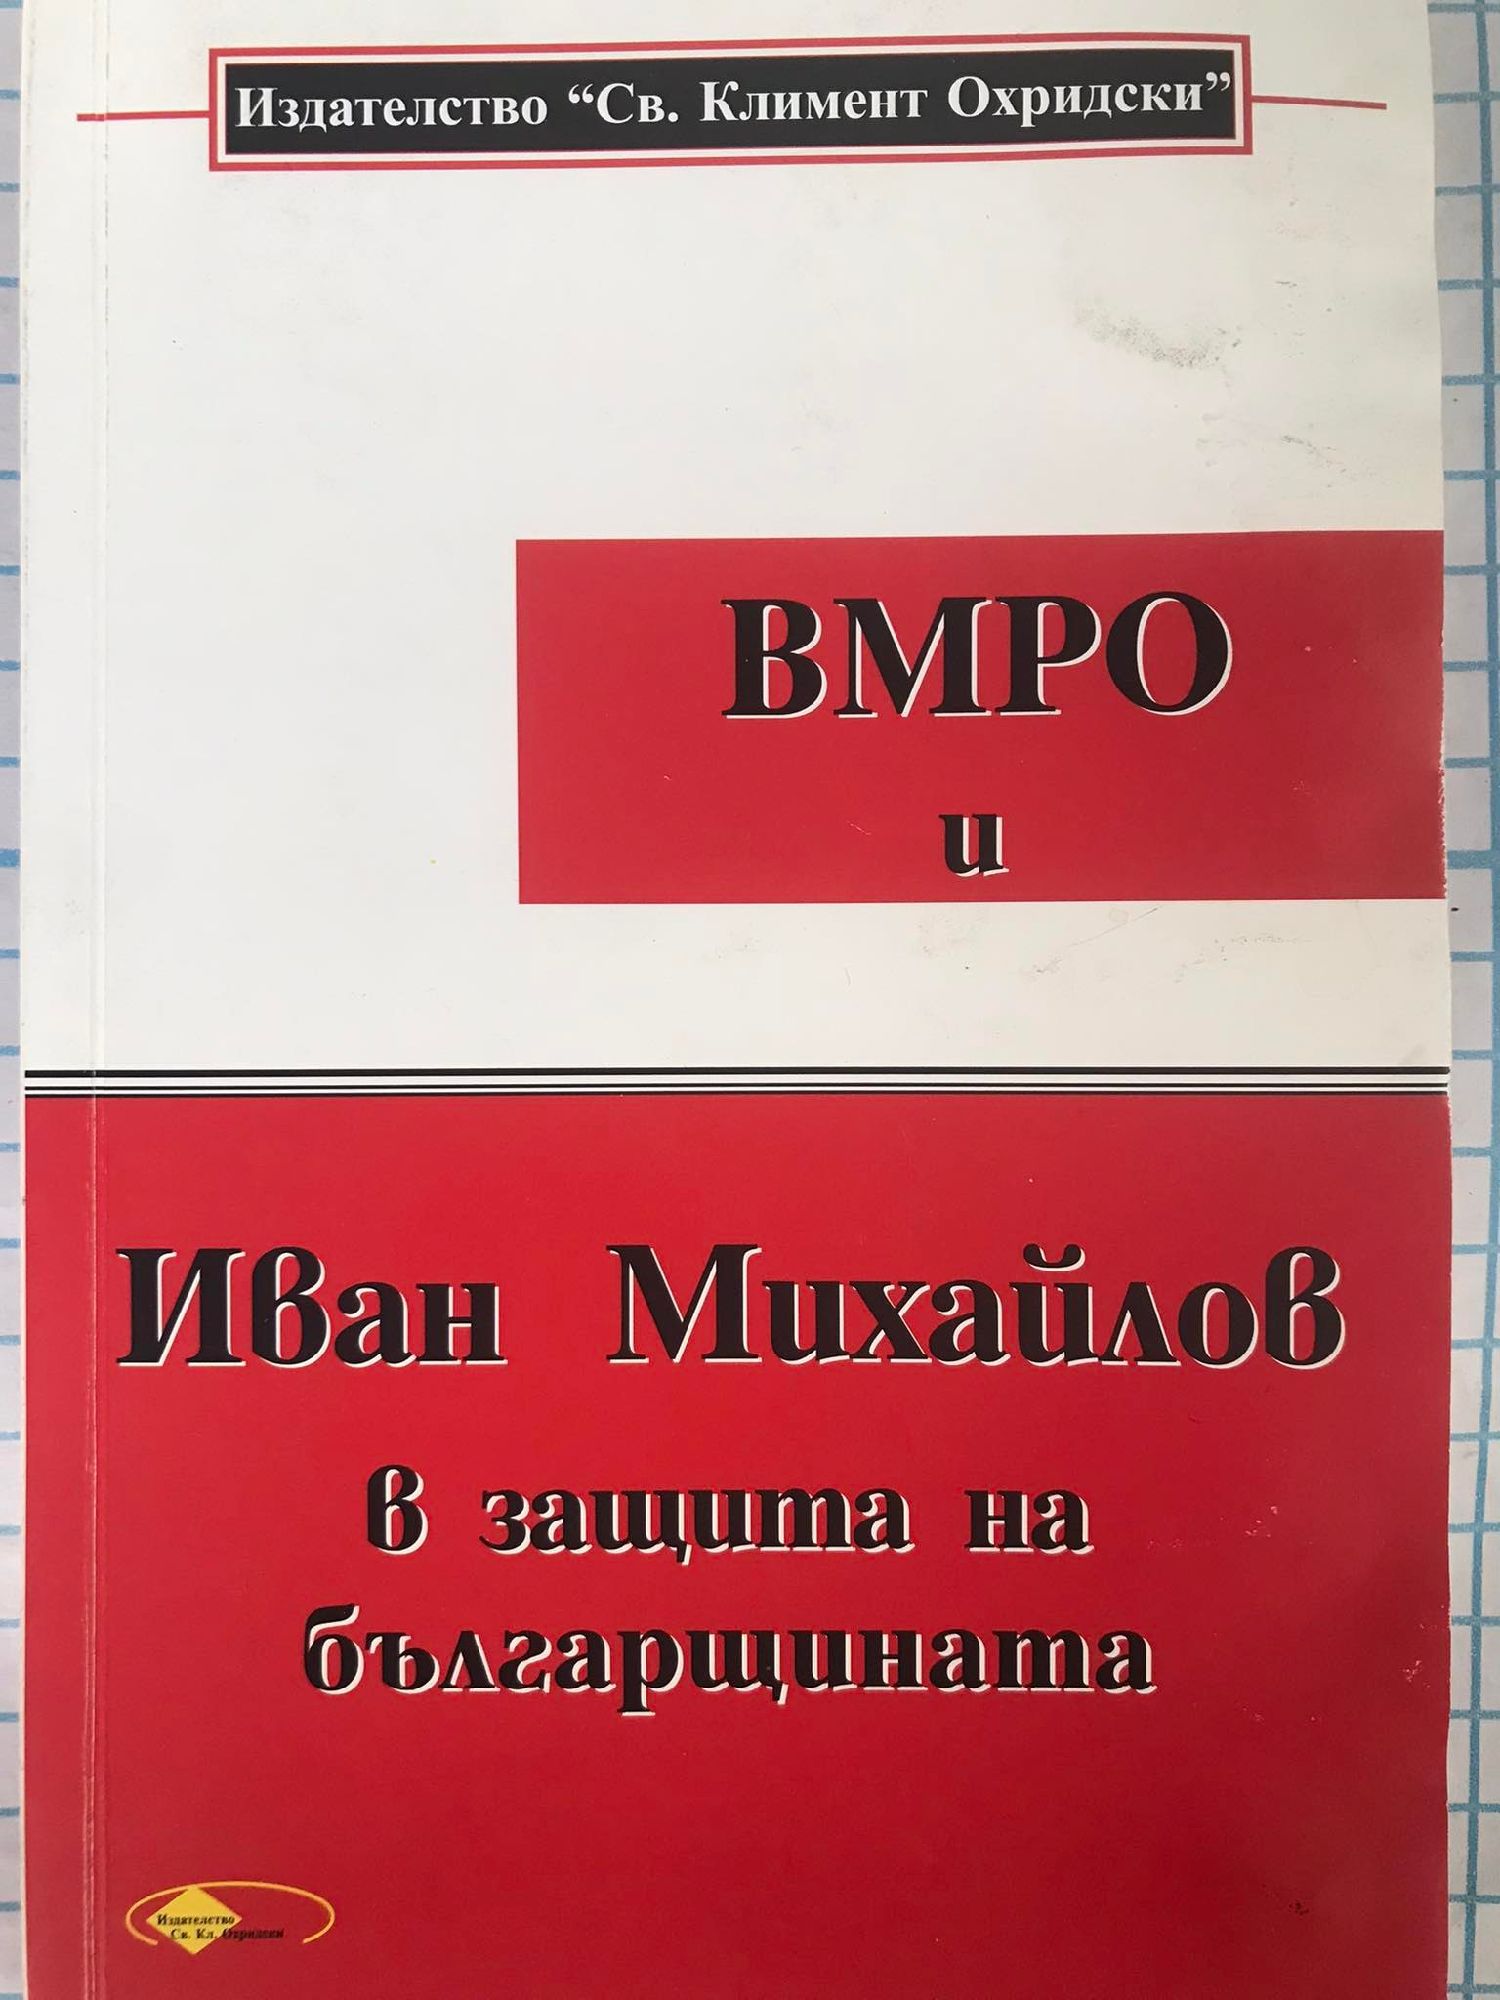 Издателство “Св. Климент Охридски”
ВМРО
и
Иван Михайлов
в защита на
българщината
Издателство
Св. Кл. Охридски